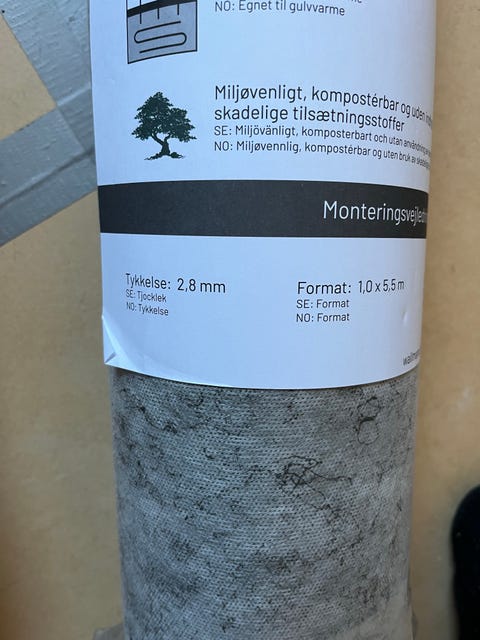 NO: Egnet til gulvvarme
Miljøvenligt, kompostérbar og uden
skadelige tilsætningsstoffer
SE: Miljövänligt, komposterbart och utan
NO: Miljøvennlig, kompostérbar og uten bruk av
Tykkelse: 2,8 mm
SE: Tjocklek
NO: Tykkelse
Format: 1,0 x 5,5 m
SE: Format
NO: Format